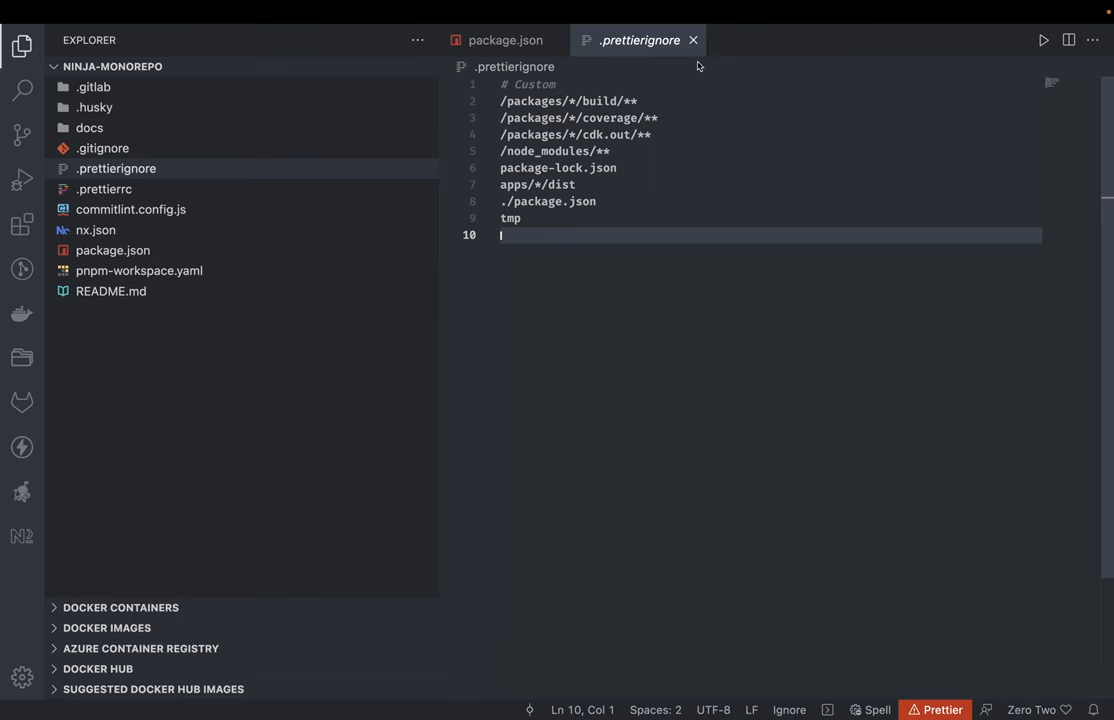 EXPLORER
NINJA-MONOREPO
.gitlab
.husky
docs
.gitignore
.prettierignore
.prettierrc
commitlint.config.js
nx.json
package.json
pnpm-workspace.yaml
README.md
DOCKER CONTAINERS
DOCKER IMAGES
AZURE CONTAINER REGISTRY
DOCKER HUB
SUGGESTED DOCKER HUB IMAGES
package.json
.prettierignore
.prettierignore
1 # Custom
2 /packages/*/build/**
3 /packages/*/coverage/**
4 /packages/*/cdk.out/**
5 /node_modules/**
6 package-lock.json
7 apps/*/dist
8 ./package.json
9 tmp
10
Ln 10, Col 1 Spaces: 2 UTF-8 LF Ignore Spell Prettier Zero Two